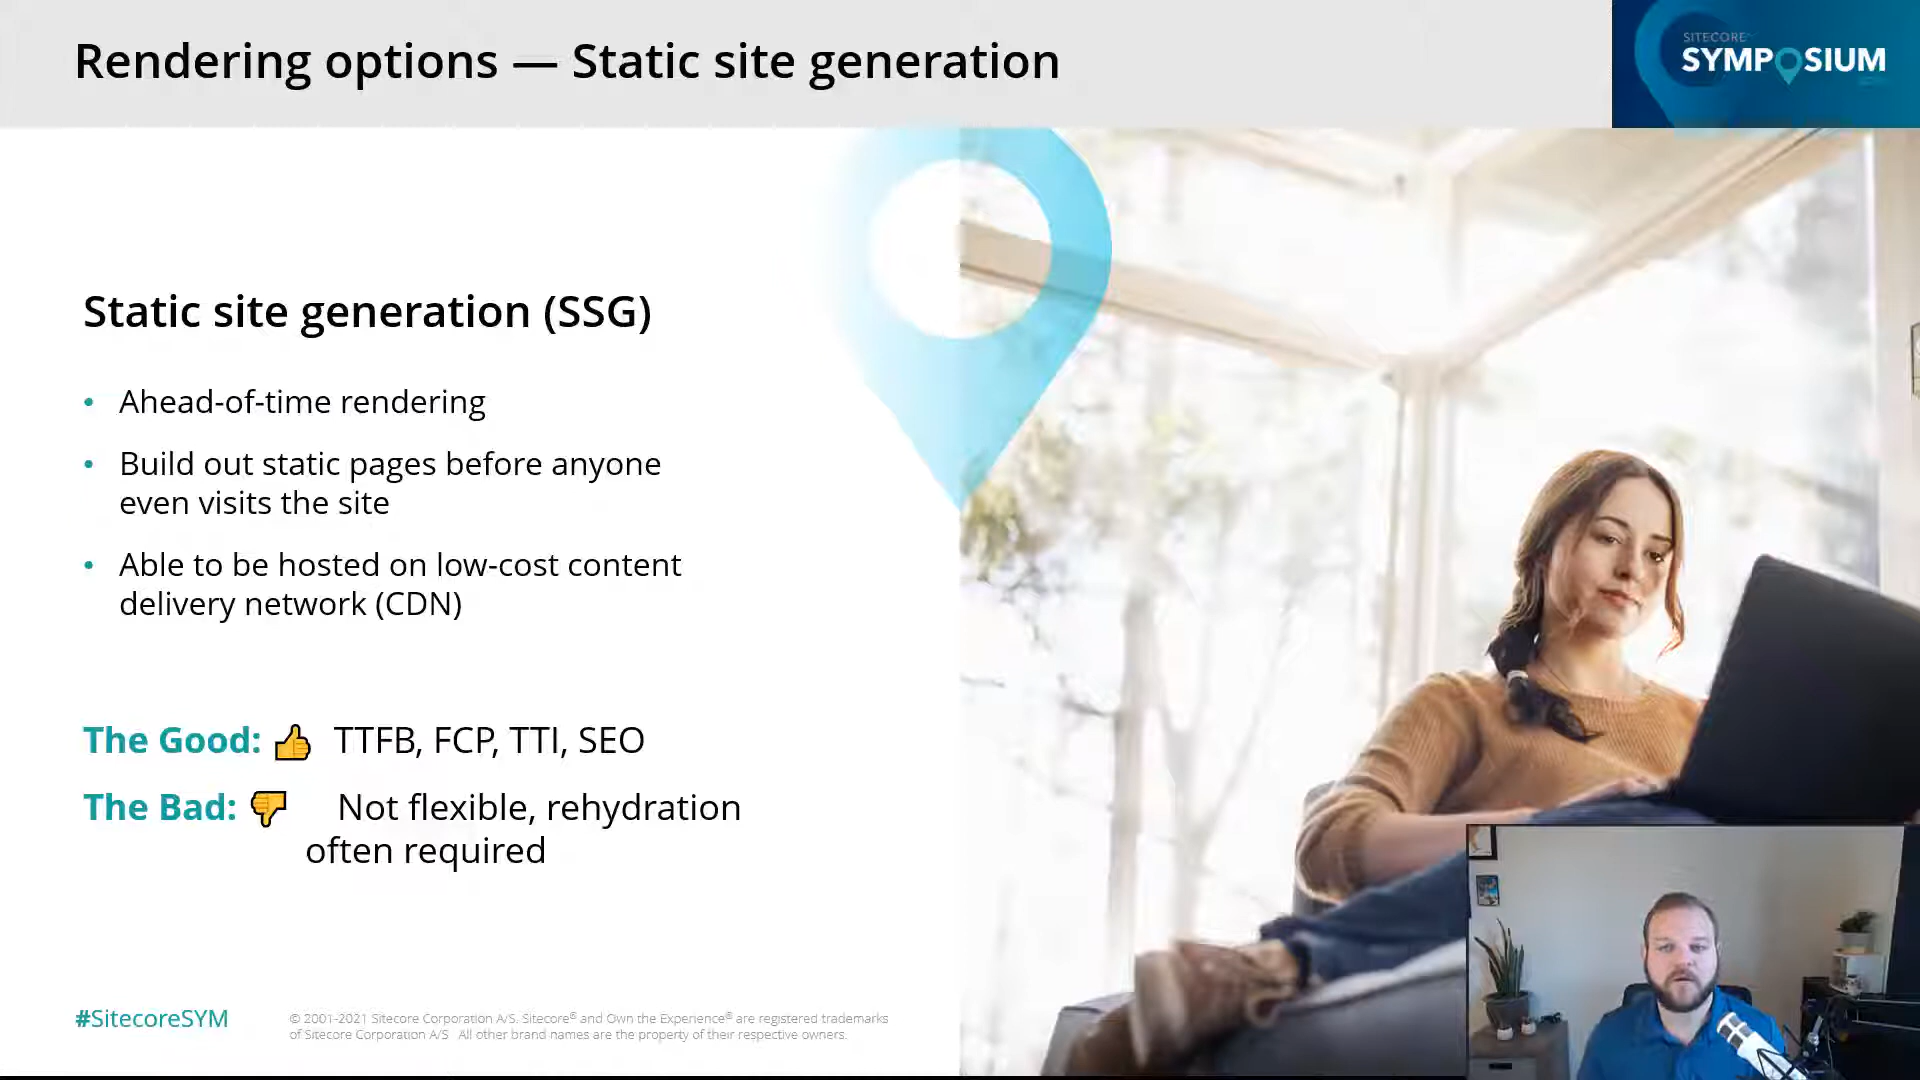 Rendering options — Static site generation
SITECORE
SYMPOSIUM
Static site generation (SSG)
• Ahead-of-time rendering
• Build out static pages before anyone
even visits the site
• Able to be hosted on low-cost content
delivery network (CDN)
The Good: 👍 TTFB, FCP, TTI, SEO
The Bad: 👎 Not flexible, rehydration
often required
#SitecoreSYM
© 2001-2021 Sitecore Corporation A/S. Sitecore® and Own the Experience® are registered trademarks
of Sitecore Corporation A/S All other brand names are the property of their respective owners.